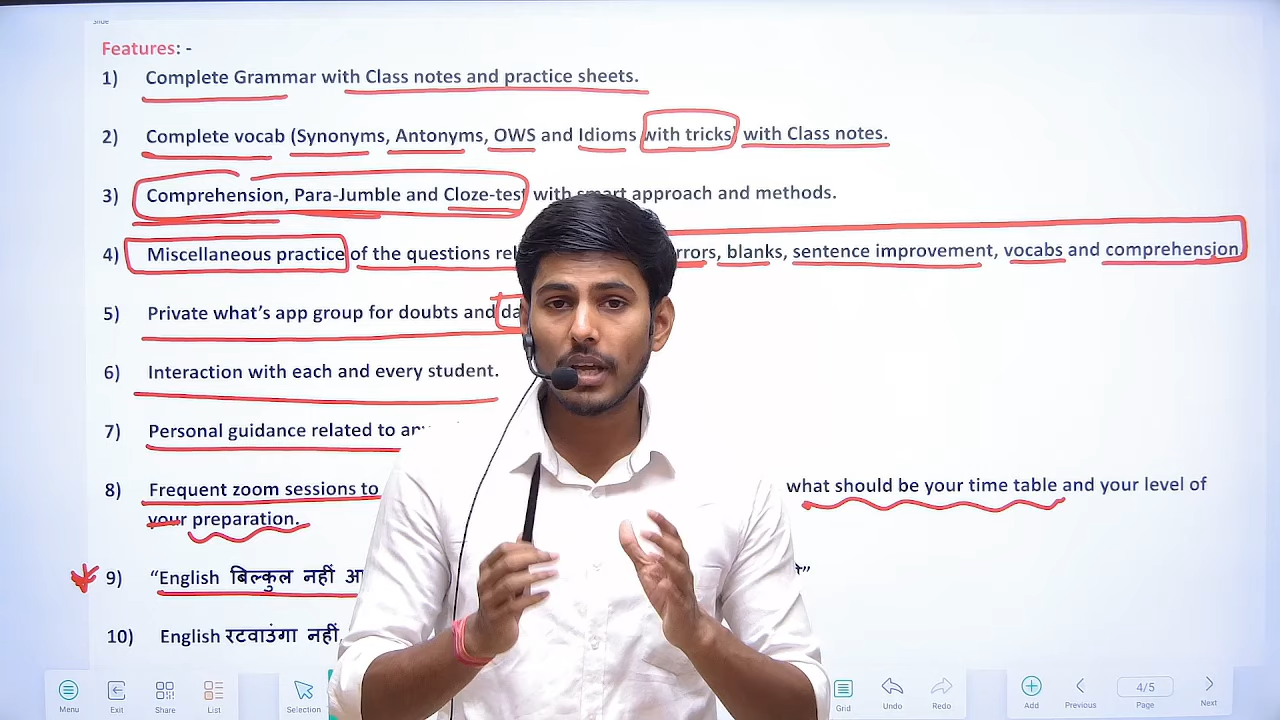 Features: -
1) Complete Grammar with Class notes and practice sheets.
2) Complete vocab (Synonyms, Antonyms, OWS and Idioms with tricks) with Class notes.
3) Comprehension, Para-Jumble and Cloze-test with smart approach and methods.
4) Miscellaneous practice of the questions blanks, sentence improvement, vocabs and comprehension
5) Private what's app group for doubts and
6) Interaction with each and every student.
7) Personal guidance related to
8) Frequent zoom sessions to what should be your time table and your level of
your preparation.
9) “English बिल्कुल नहीं
10) English रटवाउंगा नहीं
Menu Exit Share List Selection Grid Undo Redo Add Previous 4/5 Page Next